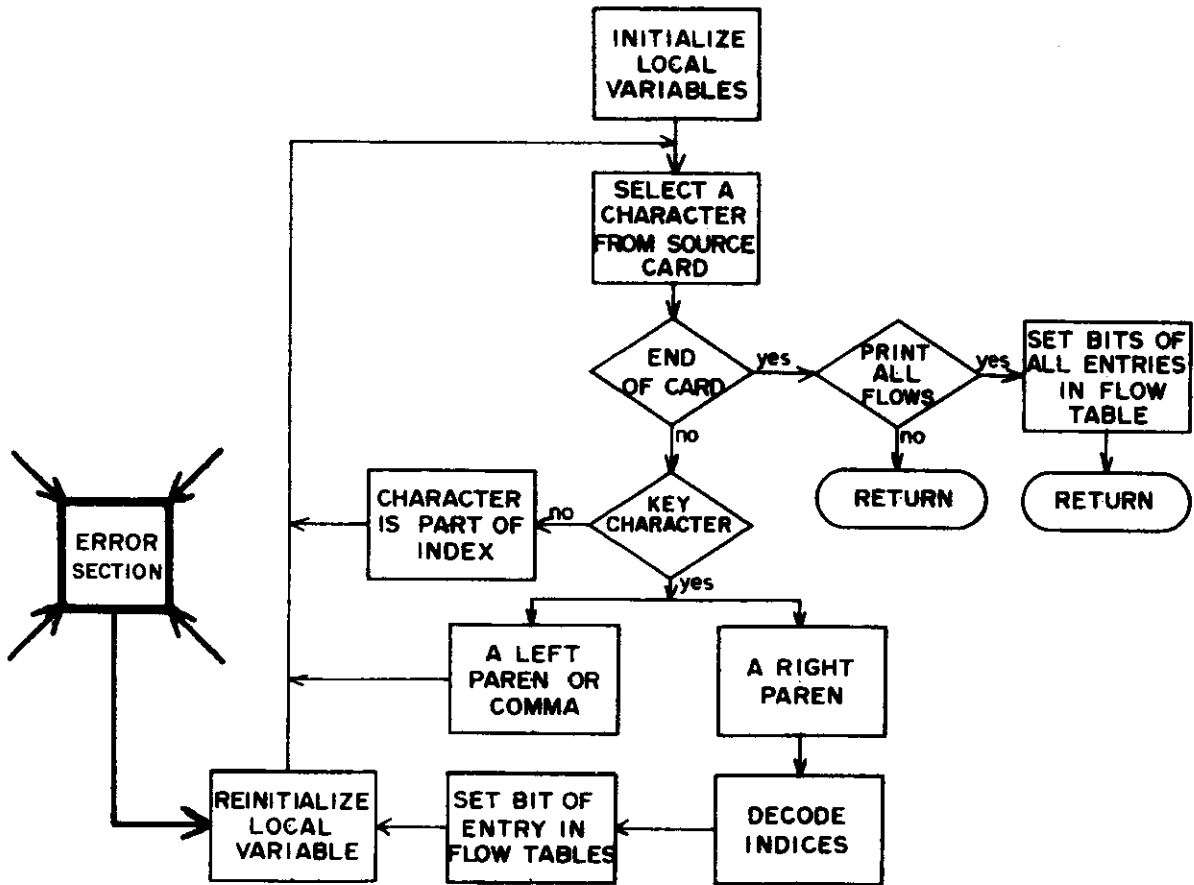 INITIALIZE
LOCAL
VARIABLES
SELECT A
CHARACTER
FROM SOURCE
CARD
END
OF CARD
yes
PRINT
ALL
FLOWS
yes
SET BITS OF
ALL ENTRIES
IN FLOW
TABLE
no
no
RETURN
RETURN
KEY
CHARACTER
no
CHARACTER
IS PART OF
INDEX
yes
ERROR
SECTION
A LEFT
PAREN OR
COMMA
A RIGHT
PAREN
REINITIALIZE
LOCAL
VARIABLE
SET BIT OF
ENTRY IN
FLOW TABLES
DECODE
INDICES